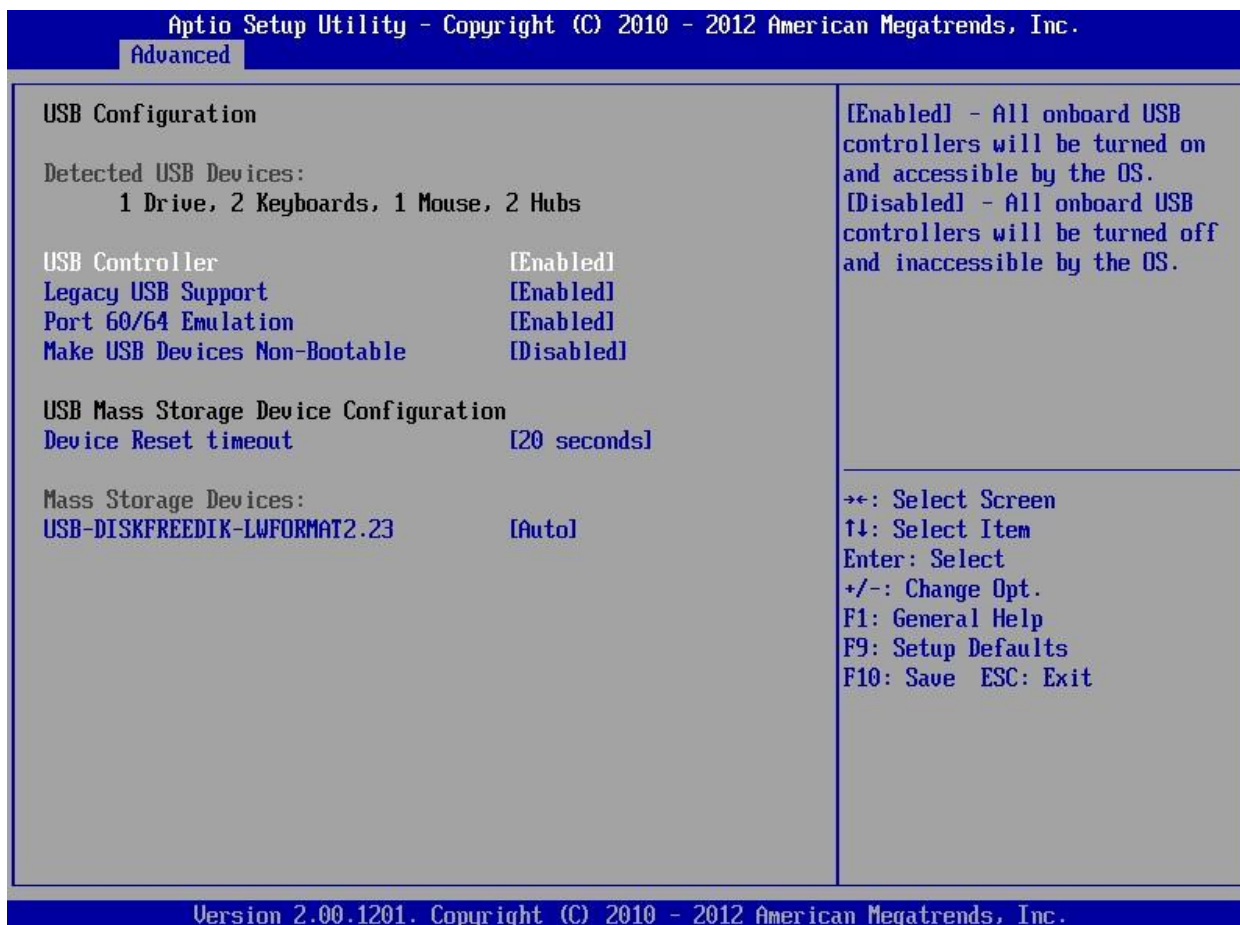 Aptio Setup Utility - Copyright (C) 2010 - 2012 American Megatrends, Inc.
Advanced
USB Configuration
Detected USB Devices:
1 Drive, 2 Keyboards, 1 Mouse, 2 Hubs
USB Controller [Enabled]
Legacy USB Support [Enabled]
Port 60/64 Emulation [Enabled]
Make USB Devices Non-Bootable [Disabled]
USB Mass Storage Device Configuration
Device Reset timeout [20 seconds]
Mass Storage Devices:
USB-DISKFREEDIK-LWFORMAT2.23 [Auto]
[Enabled] - All onboard USB
controllers will be turned on
and accessible by the OS.
[Disabled] - All onboard USB
controllers will be turned off
and inaccessible by the OS.
→←: Select Screen
↑↓: Select Item
Enter: Select
+/-: Change Opt.
F1: General Help
F9: Setup Defaults
F10: Save ESC: Exit
Version 2.00.1201. Copyright (C) 2010 - 2012 American Megatrends, Inc.